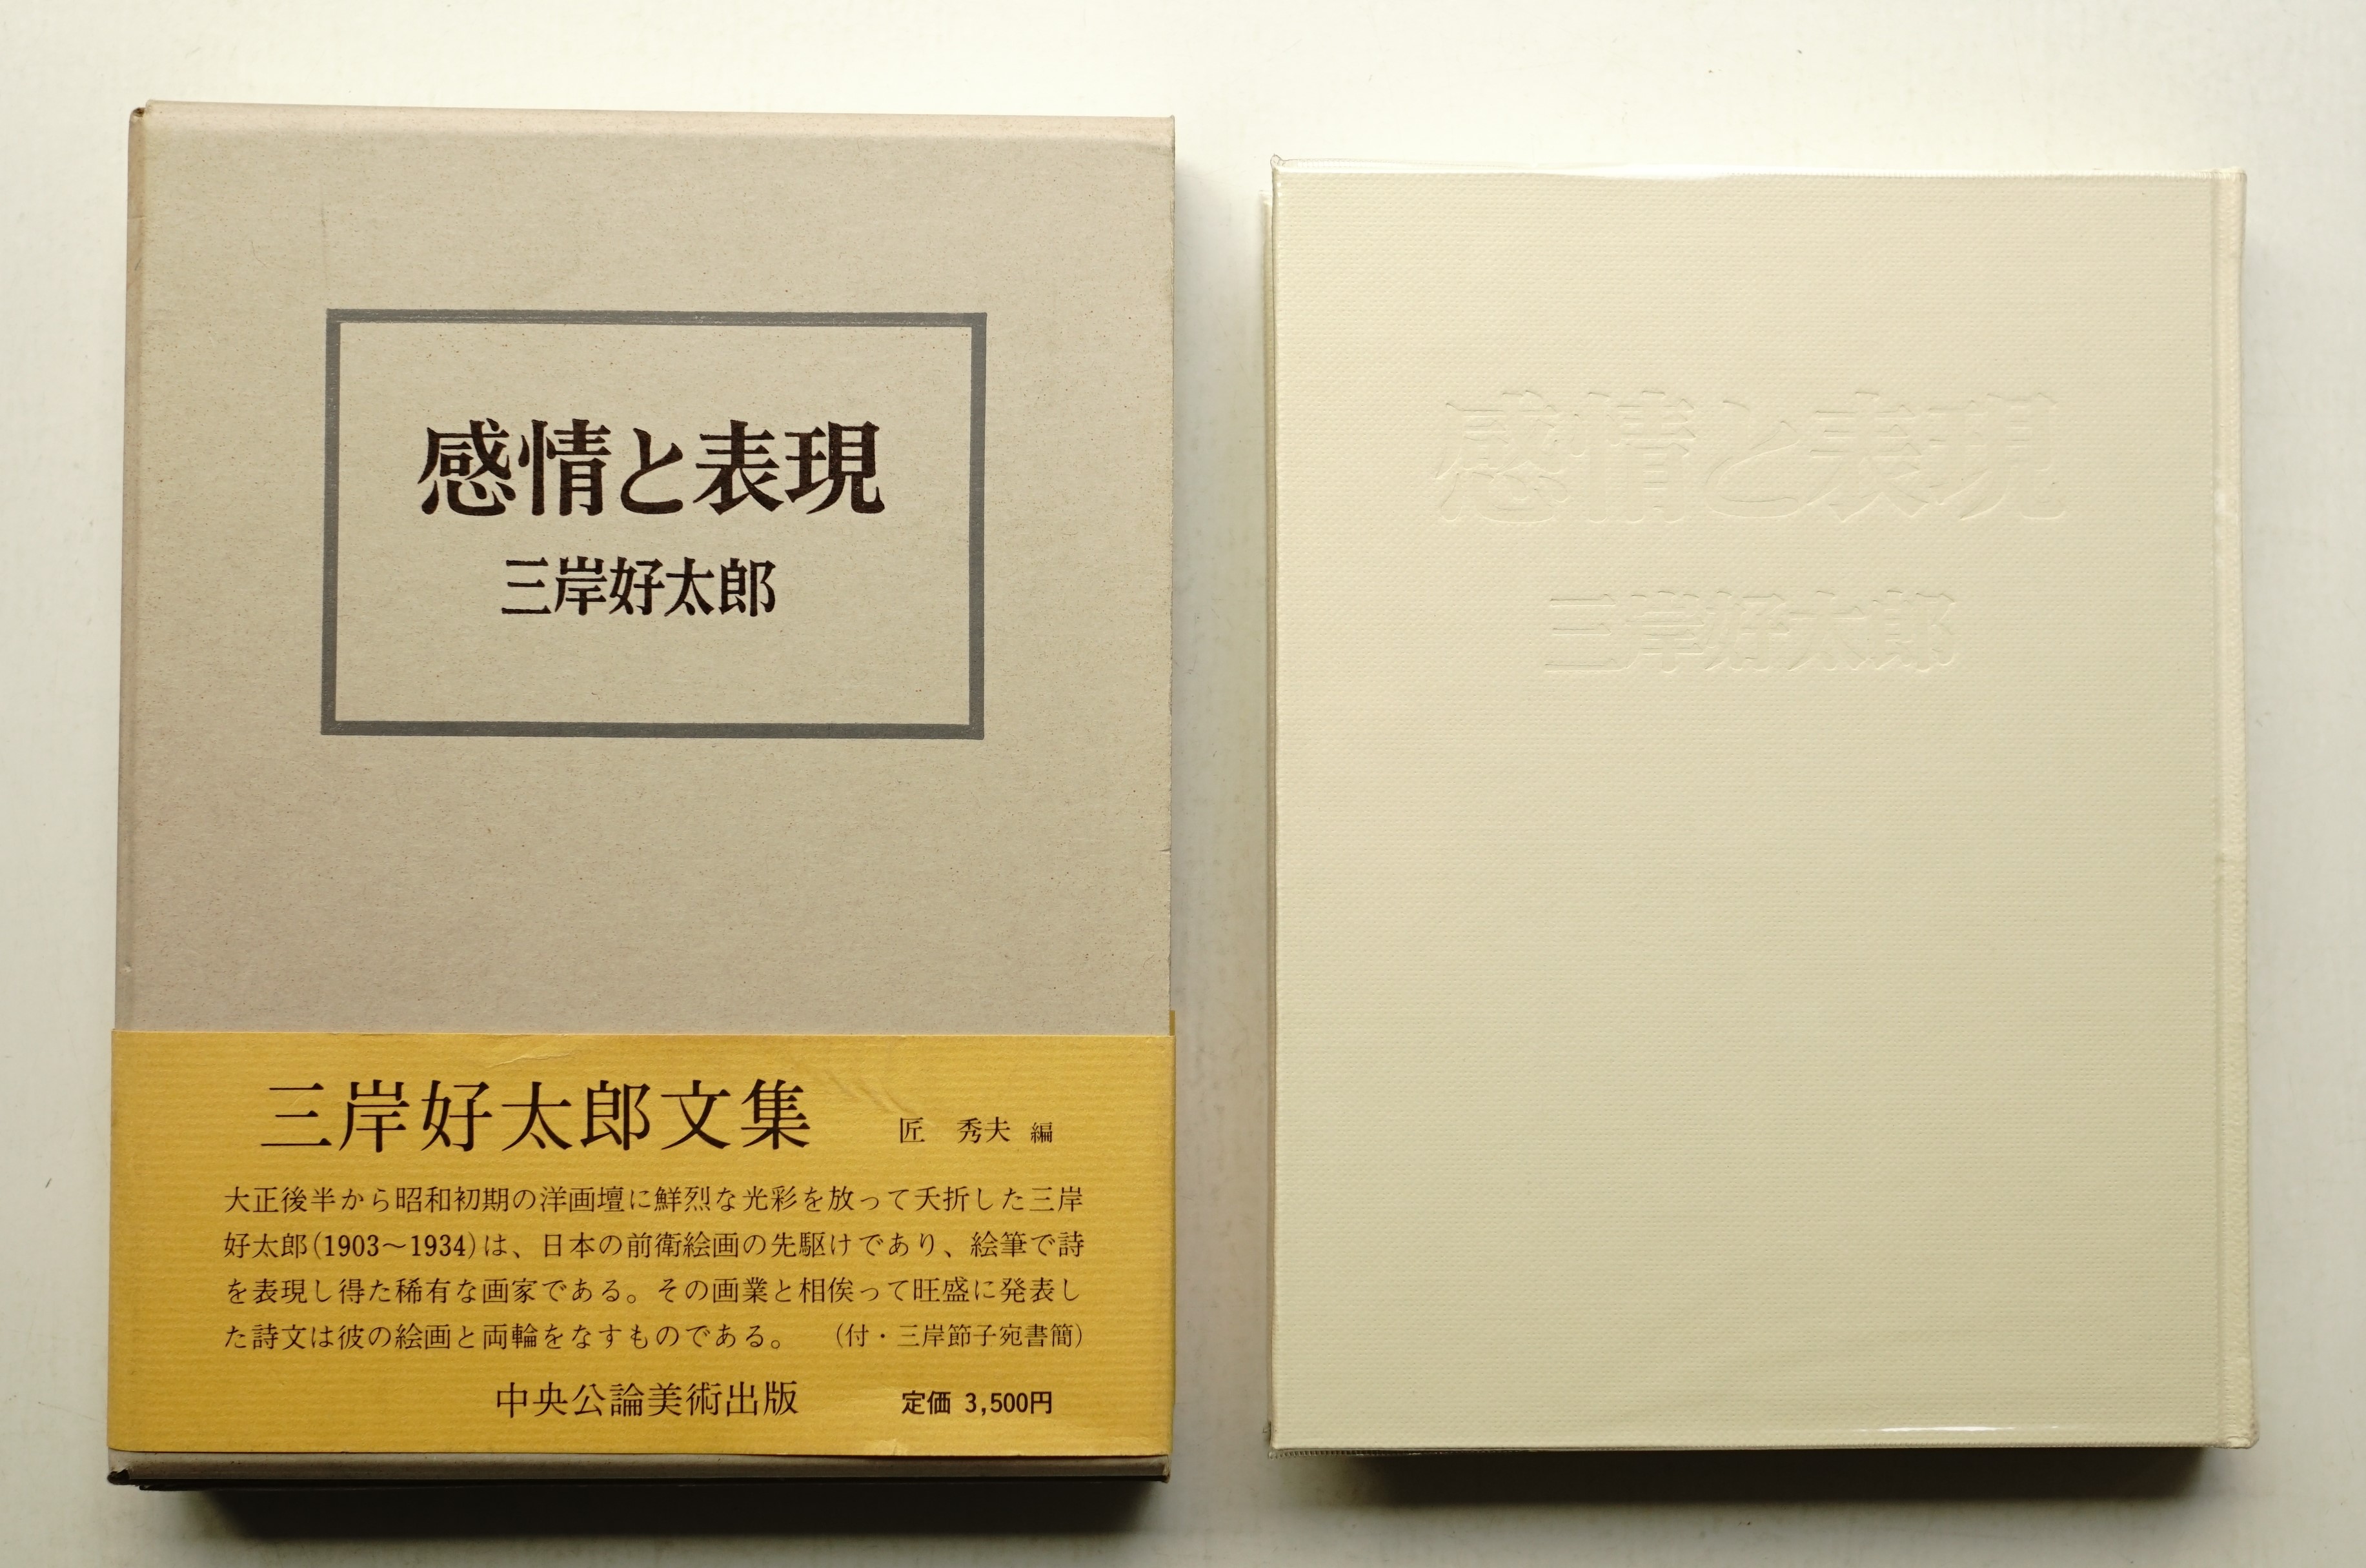 感情と表現
三岸好太郎
三岸好太郎文集 匠 秀夫 編
大正後半から昭和初期の洋画壇に鮮烈な光彩を放って夭折した三岸
好太郎(1903〜1934)は、日本の前衛絵画の先駆けであり、絵筆で詩
を表現し得た稀有な画家である。その画業と相俟って旺盛に発表し
た詩文は彼の絵画と両輪をなすものである。 (付・三岸節子宛書簡)
中央公論美術出版 定価 3,500円
感情と表現
三岸好太郎